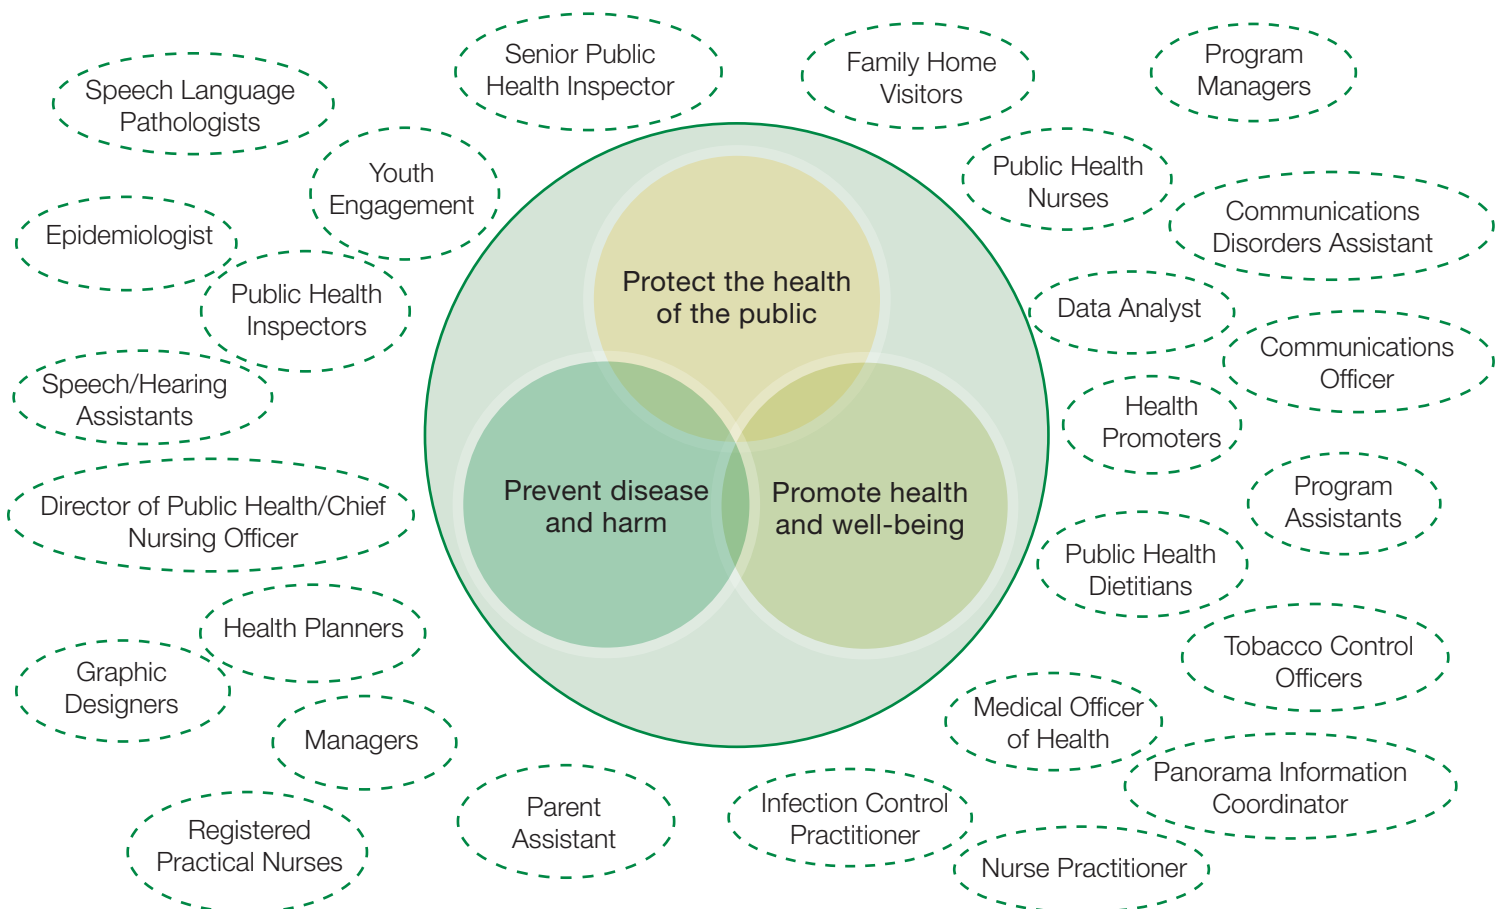 Senior Public
Health Inspector
Family Home
Visitors
Program
Managers
Speech Language
Pathologists
Youth
Engagement
Public Health
Nurses
Communications
Disorders Assistant
Epidemiologist
Public Health
Inspectors
Protect the health
of the public
Data Analyst
Communications
Officer
Speech/Hearing
Assistants
Health
Promoters
Director of Public Health/Chief
Nursing Officer
Prevent disease
and harm
Promote health
and well-being
Program
Assistants
Public Health
Dietitians
Health Planners
Tobacco Control
Officers
Graphic
Designers
Managers
Medical Officer
of Health
Panorama Information
Coordinator
Registered
Practical Nurses
Parent
Assistant
Infection Control
Practitioner
Nurse Practitioner